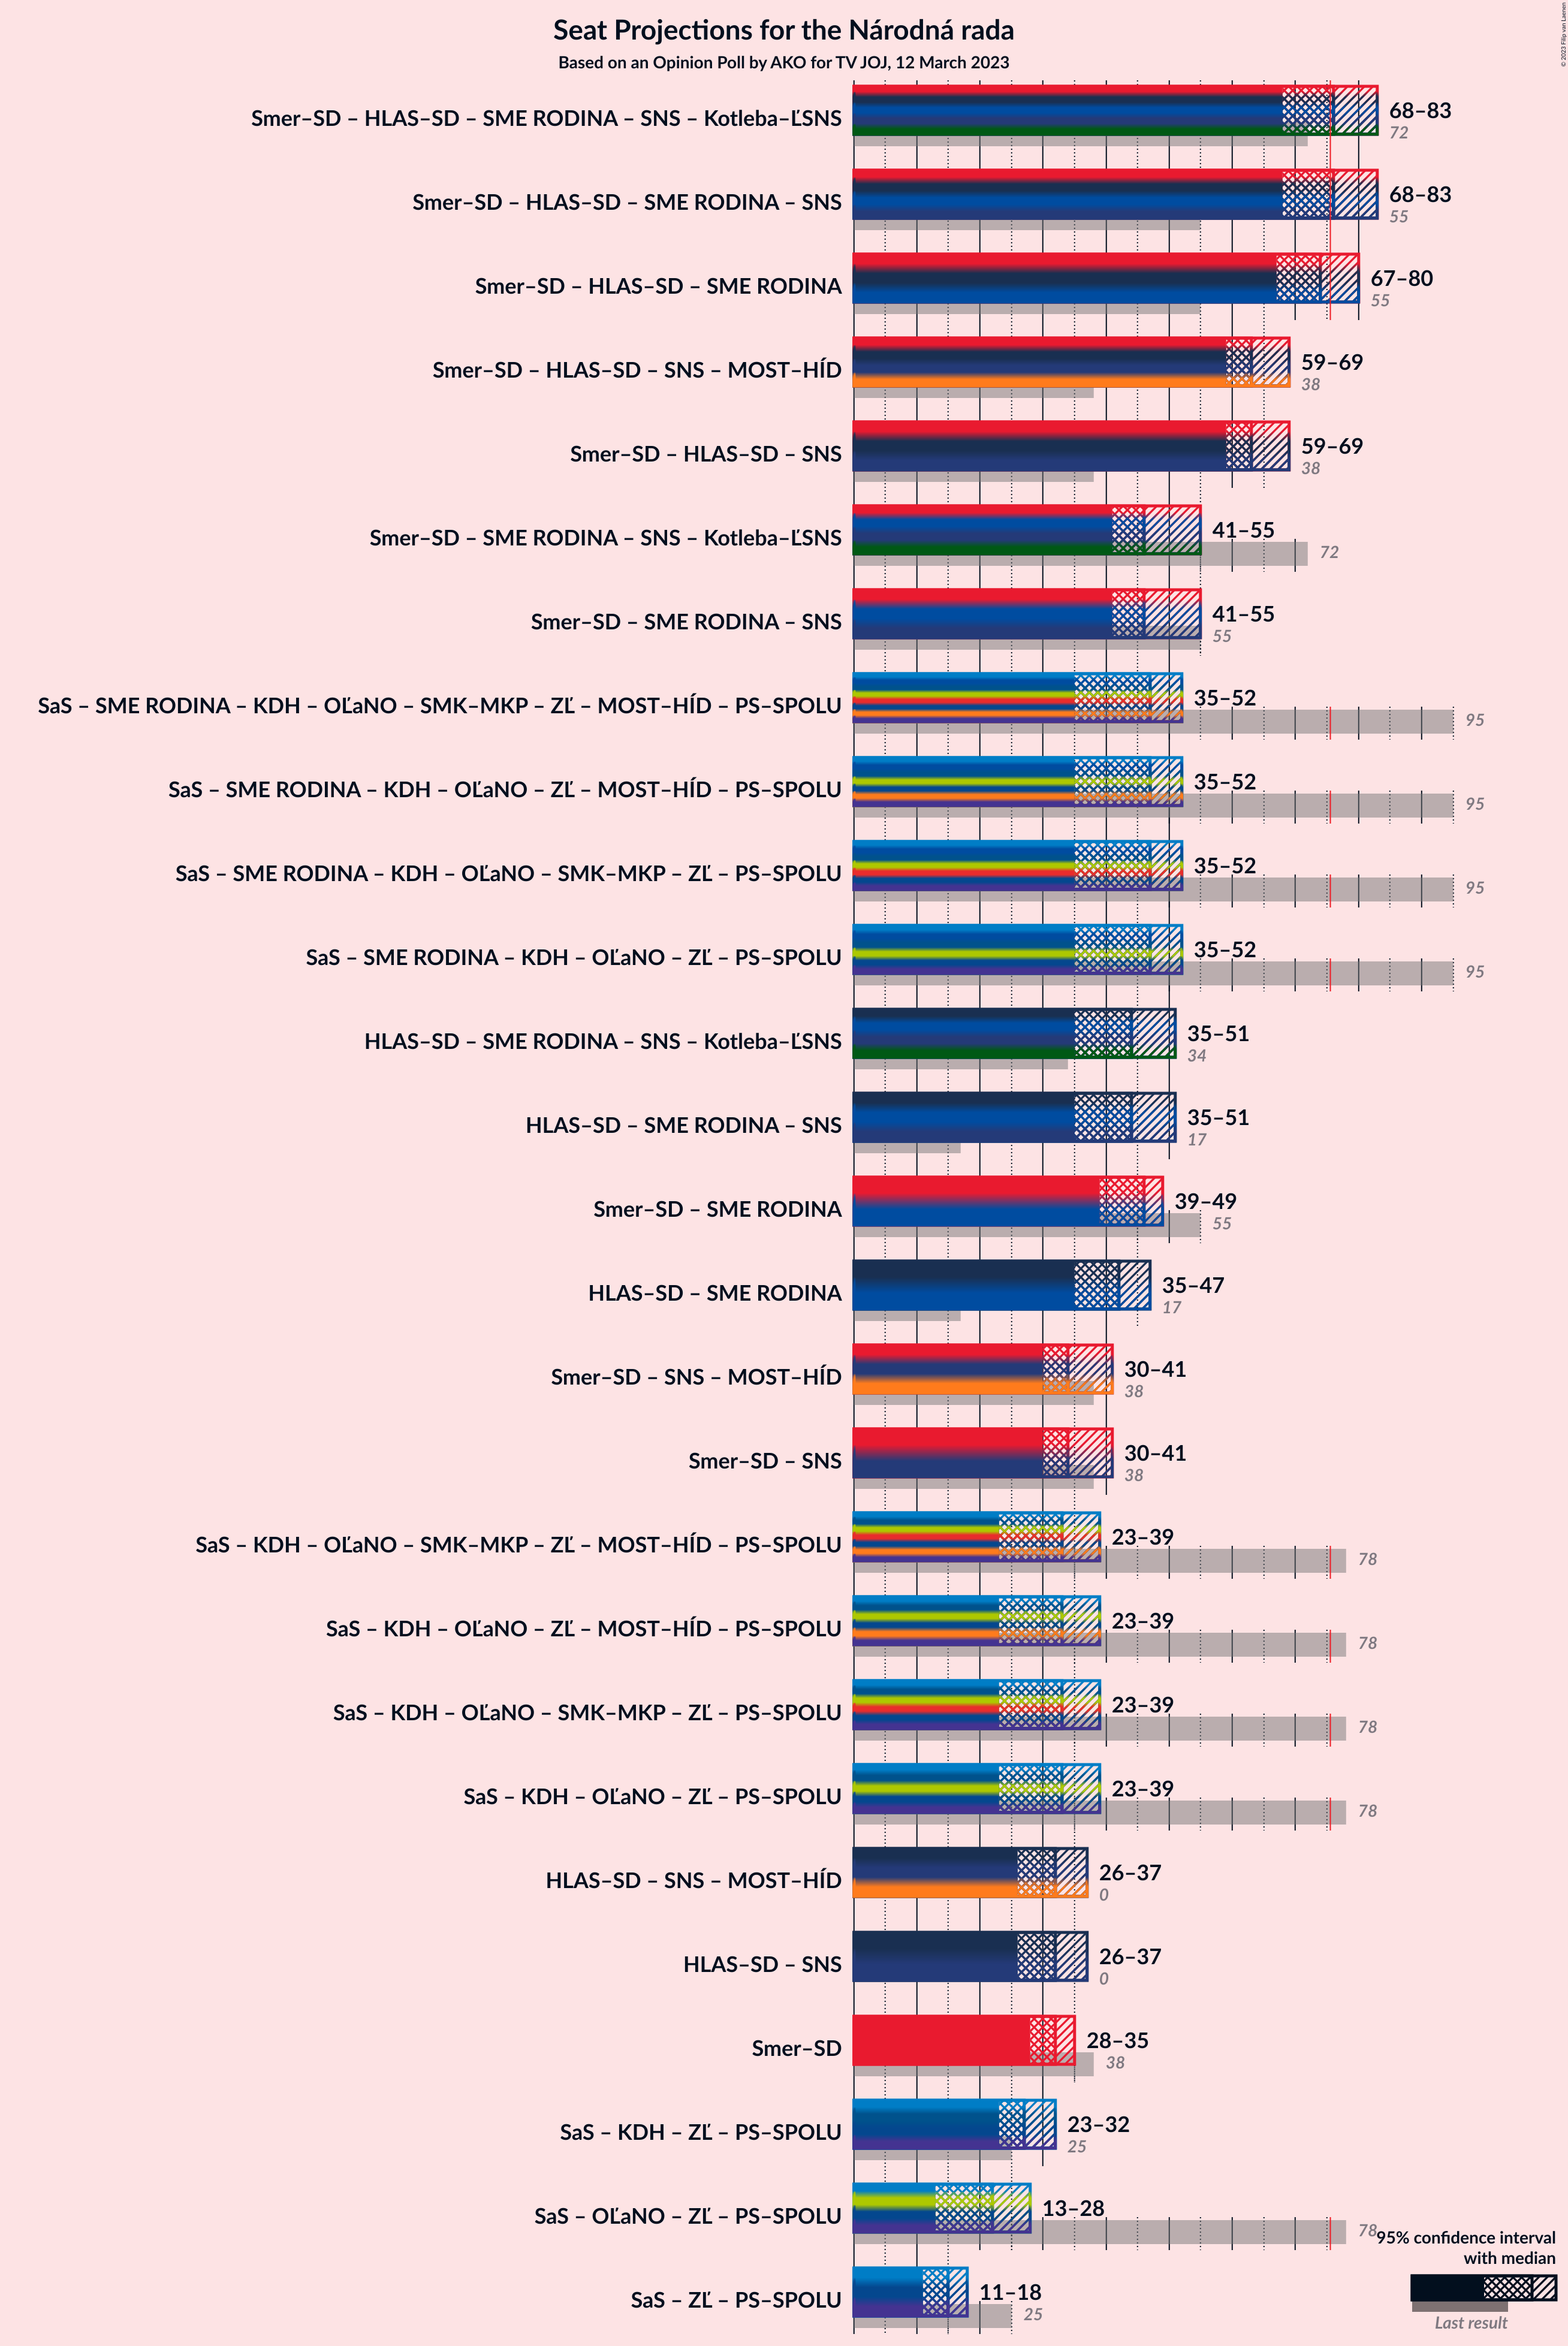 Seat Projections for the Národná rada
Based on an Opinion Poll by AKO for TV JOJ, 12 March 2023
© 2023 Filip van Laenen
Smer–SD – HLAS–SD – SME RODINA – SNS – Kotleba–ĽSNS
68–83
72
Smer–SD – HLAS–SD – SME RODINA – SNS
68–83
55
Smer–SD – HLAS–SD – SME RODINA
67–80
55
Smer–SD – HLAS–SD – SNS – MOST–HÍD
59–69
38
Smer–SD – HLAS–SD – SNS
59–69
38
Smer–SD – SME RODINA – SNS – Kotleba–ĽSNS
41–55
72
Smer–SD – SME RODINA – SNS
41–55
55
SaS – SME RODINA – KDH – OĽaNO – SMK–MKP – ZĽ – MOST–HÍD – PS–SPOLU
35–52
95
SaS – SME RODINA – KDH – OĽaNO – ZĽ – MOST–HÍD – PS–SPOLU
35–52
95
SaS – SME RODINA – KDH – OĽaNO – SMK–MKP – ZĽ – PS–SPOLU
35–52
95
SaS – SME RODINA – KDH – OĽaNO – ZĽ – PS–SPOLU
35–52
95
HLAS–SD – SME RODINA – SNS – Kotleba–ĽSNS
35–51
34
HLAS–SD – SME RODINA – SNS
35–51
17
Smer–SD – SME RODINA
39–49
55
HLAS–SD – SME RODINA
35–47
17
Smer–SD – SNS – MOST–HÍD
30–41
38
Smer–SD – SNS
30–41
38
SaS – KDH – OĽaNO – SMK–MKP – ZĽ – MOST–HÍD – PS–SPOLU
23–39
78
SaS – KDH – OĽaNO – ZĽ – MOST–HÍD – PS–SPOLU
23–39
78
SaS – KDH – OĽaNO – SMK–MKP – ZĽ – PS–SPOLU
23–39
78
SaS – KDH – OĽaNO – ZĽ – PS–SPOLU
23–39
78
HLAS–SD – SNS – MOST–HÍD
26–37
0
HLAS–SD – SNS
26–37
0
Smer–SD
28–35
38
SaS – KDH – ZĽ – PS–SPOLU
23–32
25
SaS – OĽaNO – ZĽ – PS–SPOLU
13–28
78
SaS – ZĽ – PS–SPOLU
11–18
25
95% confidence interval
with median
Last result